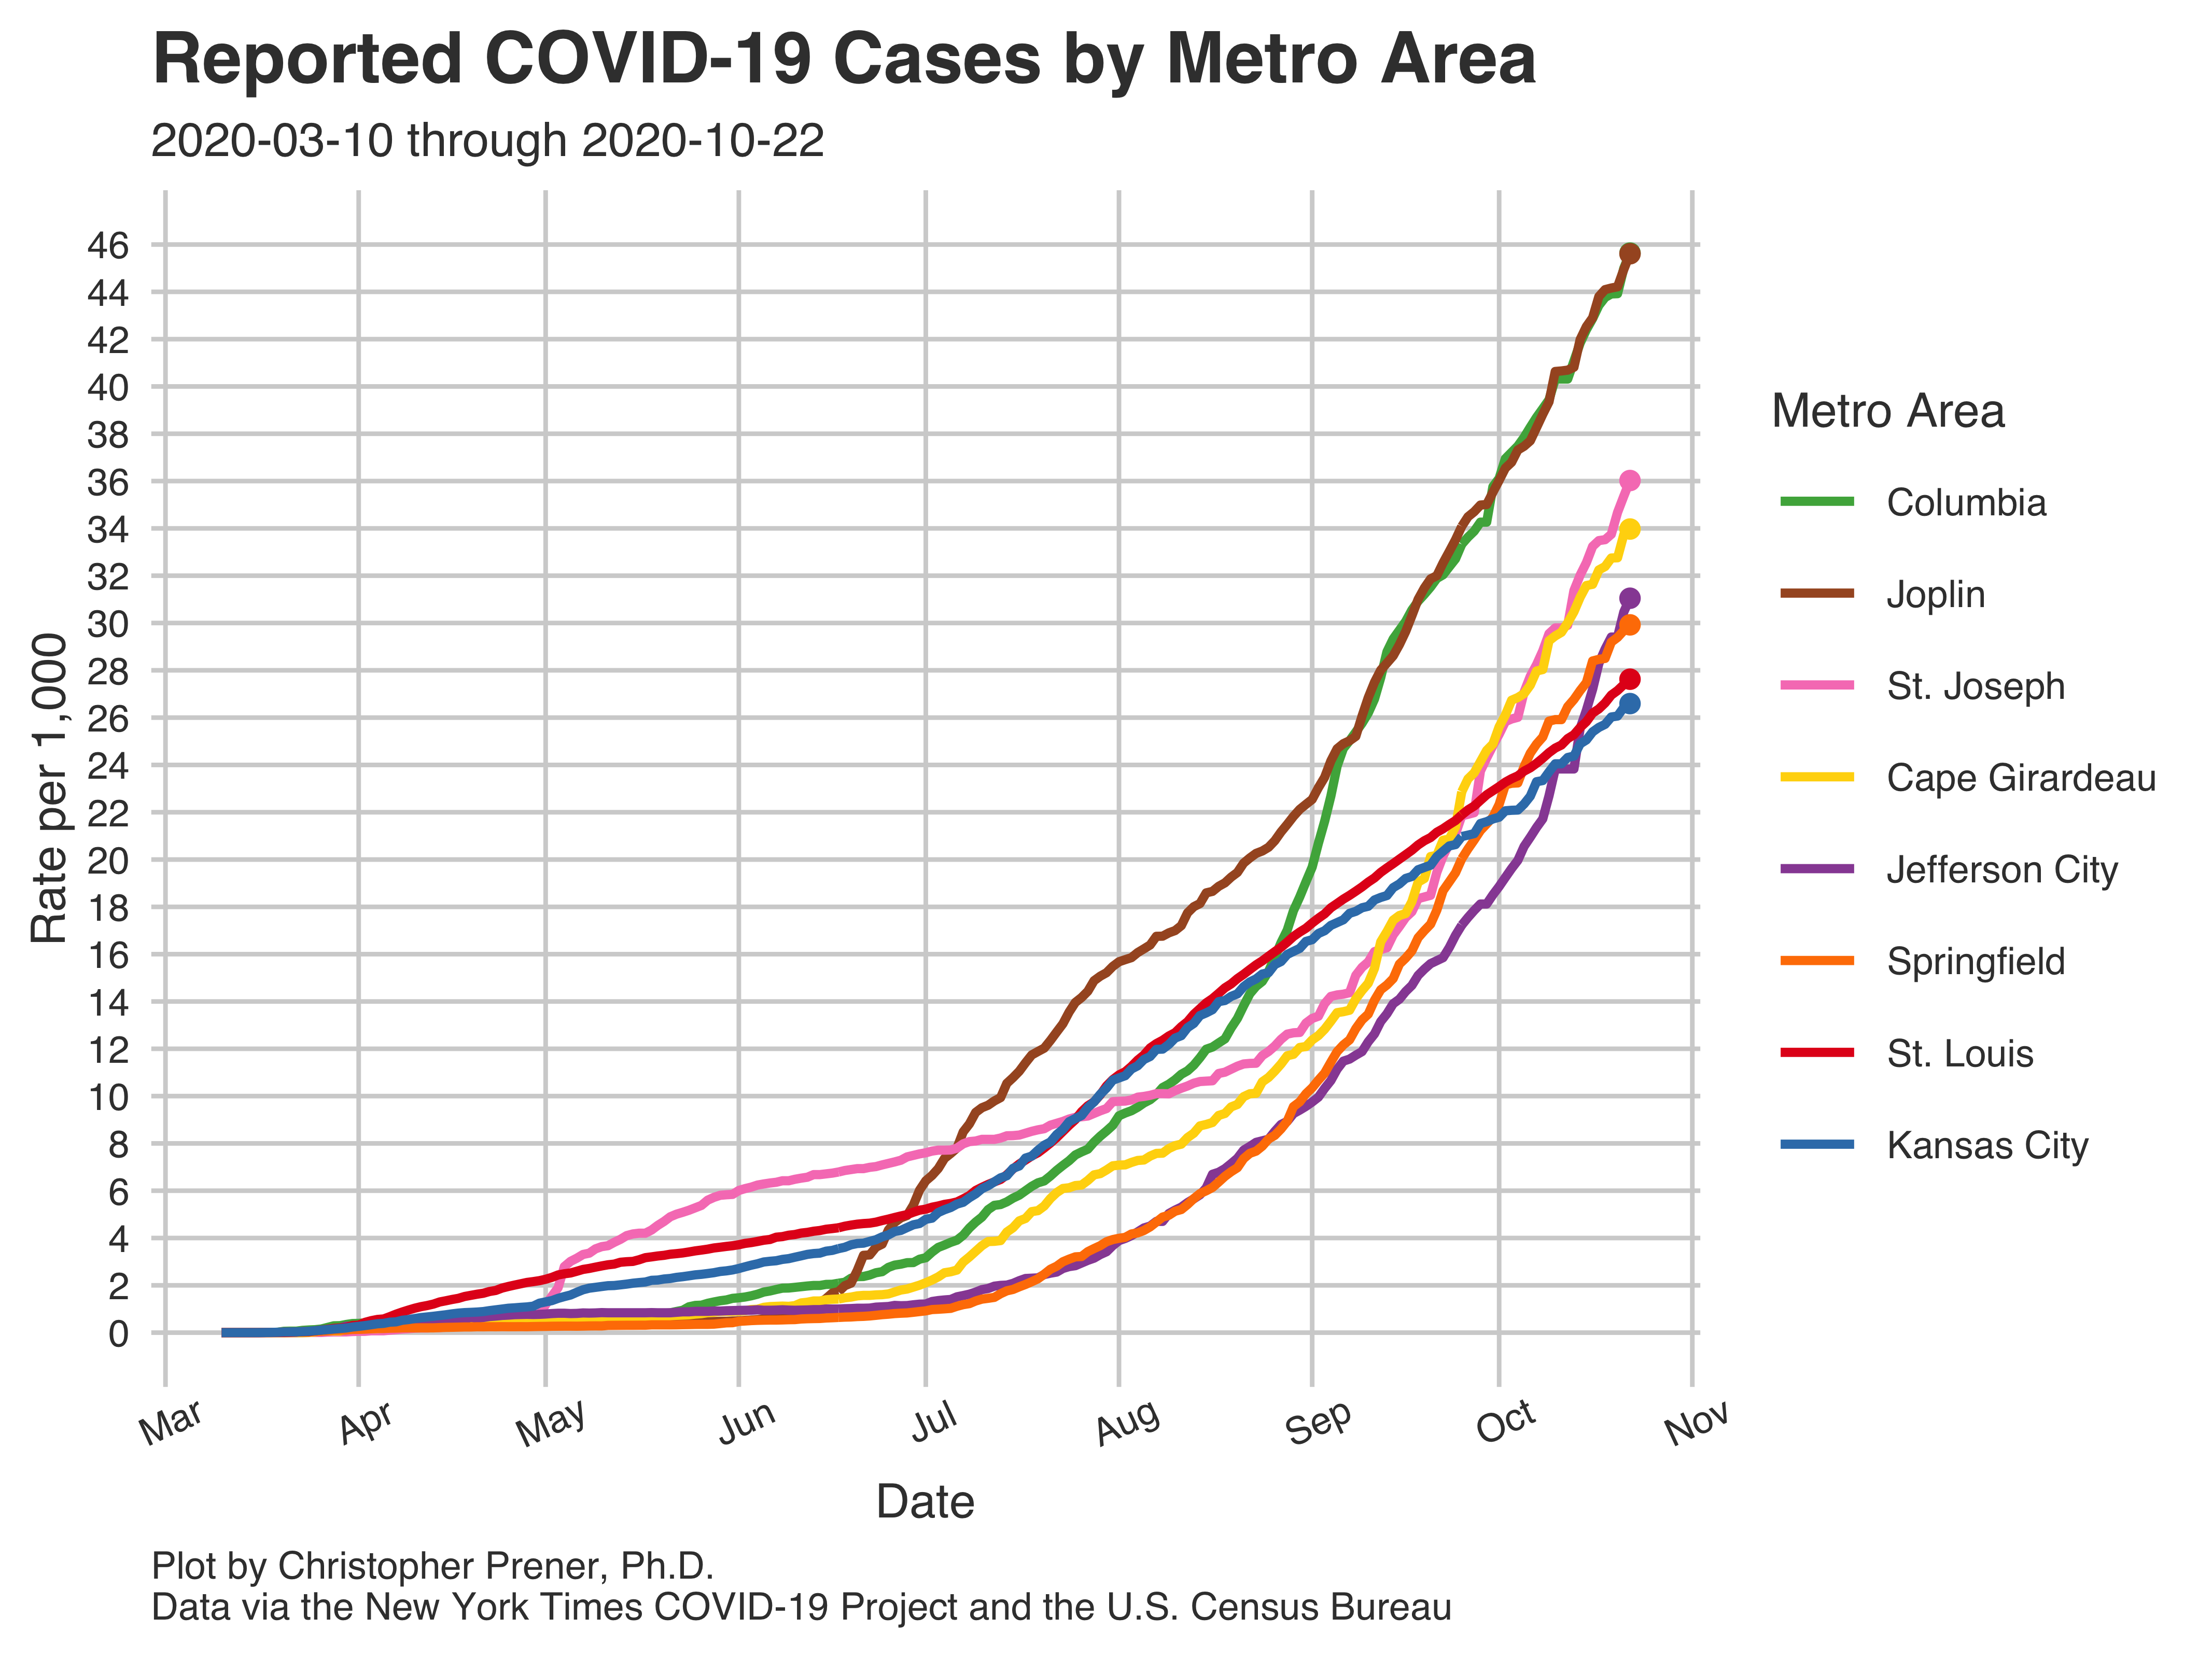 Reported COVID-19 Cases by Metro Area
2020-03-10 through 2020-10-22
Rate per 1,000
46
44
42
40
38
36
34
32
30
28
26
24
22
20
18
16
14
12
10
8
6
4
2
0
Mar Apr May Jun Jul Aug Sep Oct Nov
Date
Metro Area
Columbia
Joplin
St. Joseph
Cape Girardeau
Jefferson City
Springfield
St. Louis
Kansas City
Plot by Christopher Prener, Ph.D.
Data via the New York Times COVID-19 Project and the U.S. Census Bureau